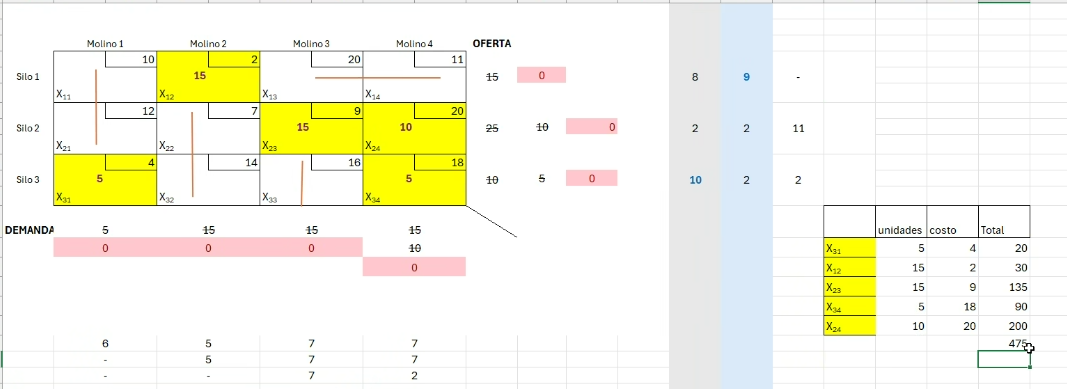 Molino 1 Molino 2 Molino 3 Molino 4 OFERTA
10 2 20 11
Silo 1 15 15 0 8 9 -
X₁₁ X₁₂ X₁₃ X₁₄
12 7 9 20
Silo 2 15 10 25 10 0 2 2 11
X₂₁ X₂₂ X₂₃ X₂₄
4 14 16 18
Silo 3 5 5 10 5 0 10 2 2
X₃₁ X₃₂ X₃₃ X₃₄
DEMANDA 5 15 15 15
0 0 0 10
0
unidades costo Total
X₃₁ 5 4 20
X₁₂ 15 2 30
X₂₃ 15 9 135
X₃₄ 5 18 90
X₂₄ 10 20 200
475
6 5 7 7
- 5 7 7
- - 7 2